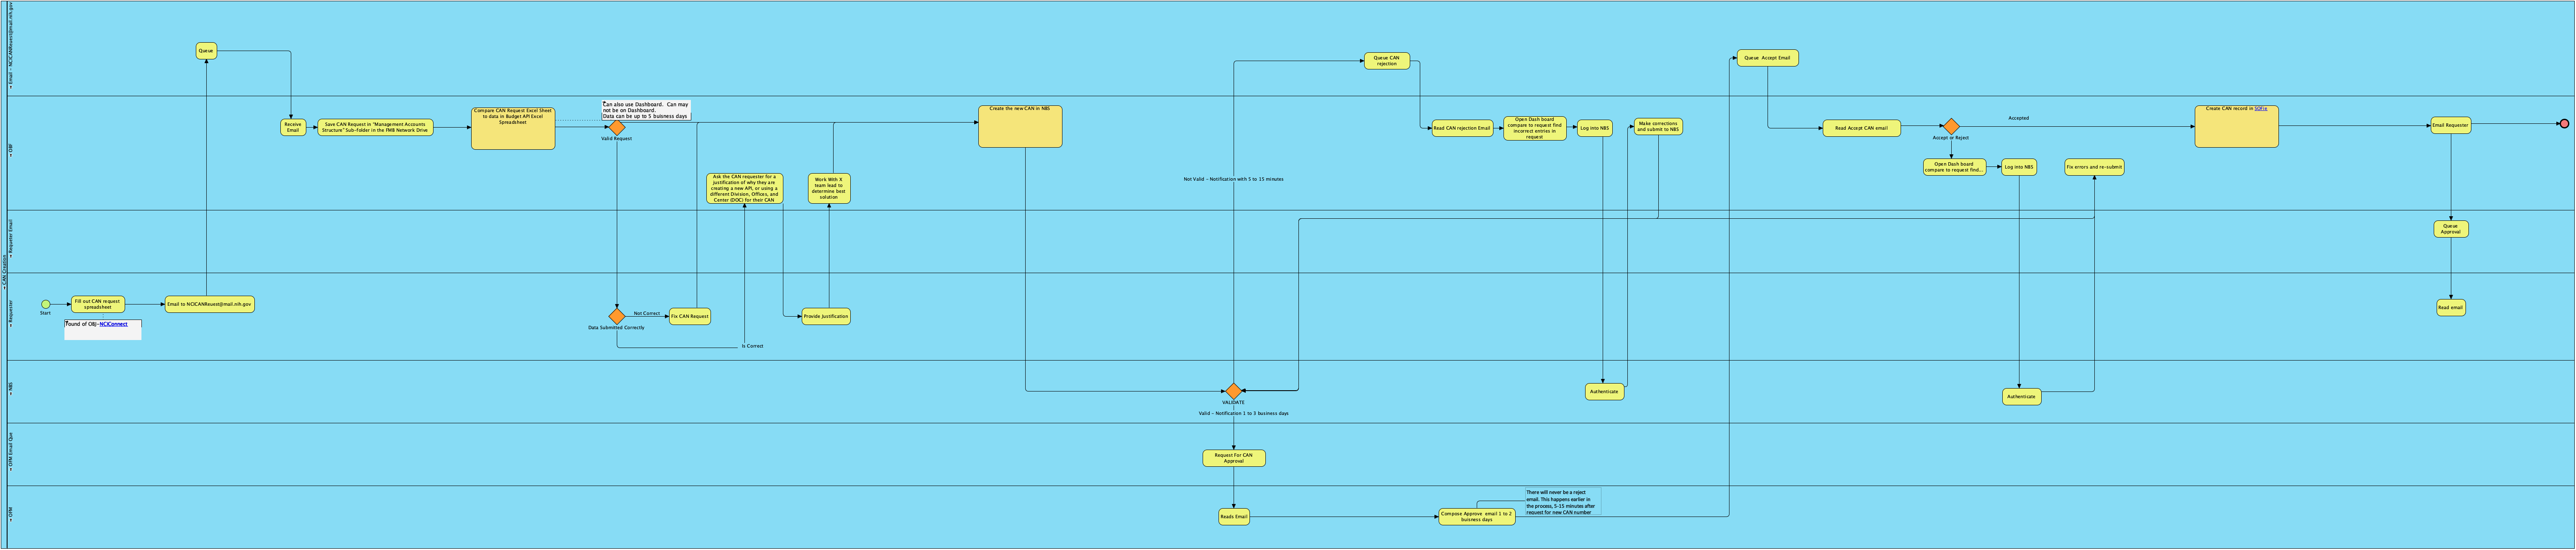 CAN Creation
Email - NCICANRequest@mail.nih.gov
OBF
Requester Email
Requester
NBS
OFM Email Que
OFM
Queue
Queue CAN
rejection
Queue Accept Email
Receive
Email
Save CAN Request in "Management Accounts
Structure" Sub-folder in the FMB Network Drive
Compare CAN Request Excel Sheet
to data in Budget API Excel
Spreadsheet
Can also use Dashboard. Can may
not be on Dashboard.
Data can be up to 5 buisness days
Valid Request
Ask the CAN requester for a
justification of why they are
creating a new API, or using a
different Division, Offices, and
Center (DOC) for their CAN
Work With X
team lead to
determine best
solution
Create the new CAN in NBS
Not Valid - Notification with 5 to 15 minutes
Read CAN rejection Email
Open Dash board
compare to request find
incorrect entries in
request
Log into NBS
Make corrections
and submit to NBS
Read Accept CAN email
Accept or Reject
Accepted
Open Dash board
compare to request find...
Log into NBS
Fix errors and re-submit
Create CAN record in SOFie
Email Requester
Queue
Approval
Read email
Start
Fill out CAN request
spreadsheet
Found of OBJ-NCIConnect
Email to NCICANReuest@mail.nih.gov
Data Submitted Correctly
Not Correct
Fix CAN Request
Is Correct
Provide Justification
VALIDATE
Valid - Notification 1 to 3 business days
Authenticate
Authenticate
Request For CAN
Approval
Reads Email
Compose Approve email 1 to 2
buisness days
There will never be a reject
email. This happens earlier in
the process, 5-15 minutes after
request for new CAN number